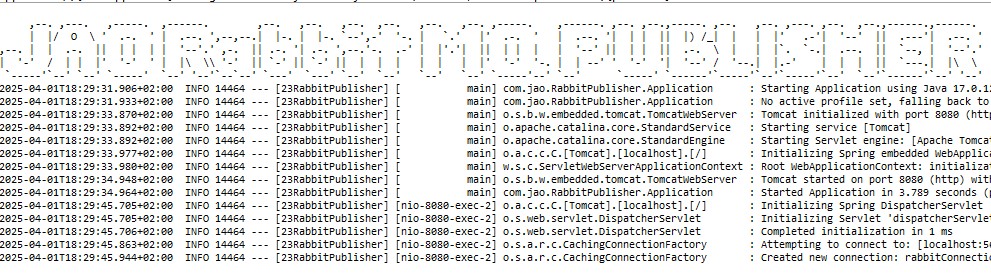 JAO RabbitMQ PUBLISHER
2025-04-01T18:29:31.906+02:00 INFO 14464 --- [23RabbitPublisher] [ main] com.jao.RabbitPublisher.Application : Starting Application using Java 17.0.12
2025-04-01T18:29:31.933+02:00 INFO 14464 --- [23RabbitPublisher] [ main] com.jao.RabbitPublisher.Application : No active profile set, falling back to
2025-04-01T18:29:33.870+02:00 INFO 14464 --- [23RabbitPublisher] [ main] o.s.b.w.embedded.tomcat.TomcatWebServer : Tomcat initialized with port 8080 (http
2025-04-01T18:29:33.892+02:00 INFO 14464 --- [23RabbitPublisher] [ main] o.apache.catalina.core.StandardService : Starting service [Tomcat]
2025-04-01T18:29:33.892+02:00 INFO 14464 --- [23RabbitPublisher] [ main] o.apache.catalina.core.StandardEngine : Starting Servlet engine: [Apache Tomcat
2025-04-01T18:29:33.977+02:00 INFO 14464 --- [23RabbitPublisher] [ main] o.a.c.c.C.[Tomcat].[localhost].[/] : Initializing Spring embedded WebApplica
2025-04-01T18:29:33.980+02:00 INFO 14464 --- [23RabbitPublisher] [ main] w.s.c.ServletWebServerApplicationContext : Root WebApplicationContext: initializat
2025-04-01T18:29:34.948+02:00 INFO 14464 --- [23RabbitPublisher] [ main] o.s.b.w.embedded.tomcat.TomcatWebServer : Tomcat started on port 8080 (http) with
2025-04-01T18:29:34.964+02:00 INFO 14464 --- [23RabbitPublisher] [ main] com.jao.RabbitPublisher.Application : Started Application in 3.789 seconds (p
2025-04-01T18:29:45.705+02:00 INFO 14464 --- [23RabbitPublisher] [nio-8080-exec-2] o.a.c.c.C.[Tomcat].[localhost].[/] : Initializing Spring DispatcherServlet
2025-04-01T18:29:45.705+02:00 INFO 14464 --- [23RabbitPublisher] [nio-8080-exec-2] o.s.web.servlet.DispatcherServlet : Initializing Servlet 'dispatcherServlet
2025-04-01T18:29:45.706+02:00 INFO 14464 --- [23RabbitPublisher] [nio-8080-exec-2] o.s.web.servlet.DispatcherServlet : Completed initialization in 1 ms
2025-04-01T18:29:45.863+02:00 INFO 14464 --- [23RabbitPublisher] [nio-8080-exec-2] o.s.a.r.c.CachingConnectionFactory : Attempting to connect to: [localhost:56
2025-04-01T18:29:45.944+02:00 INFO 14464 --- [23RabbitPublisher] [nio-8080-exec-2] o.s.a.r.c.CachingConnectionFactory : Created new connection: rabbitConnectio